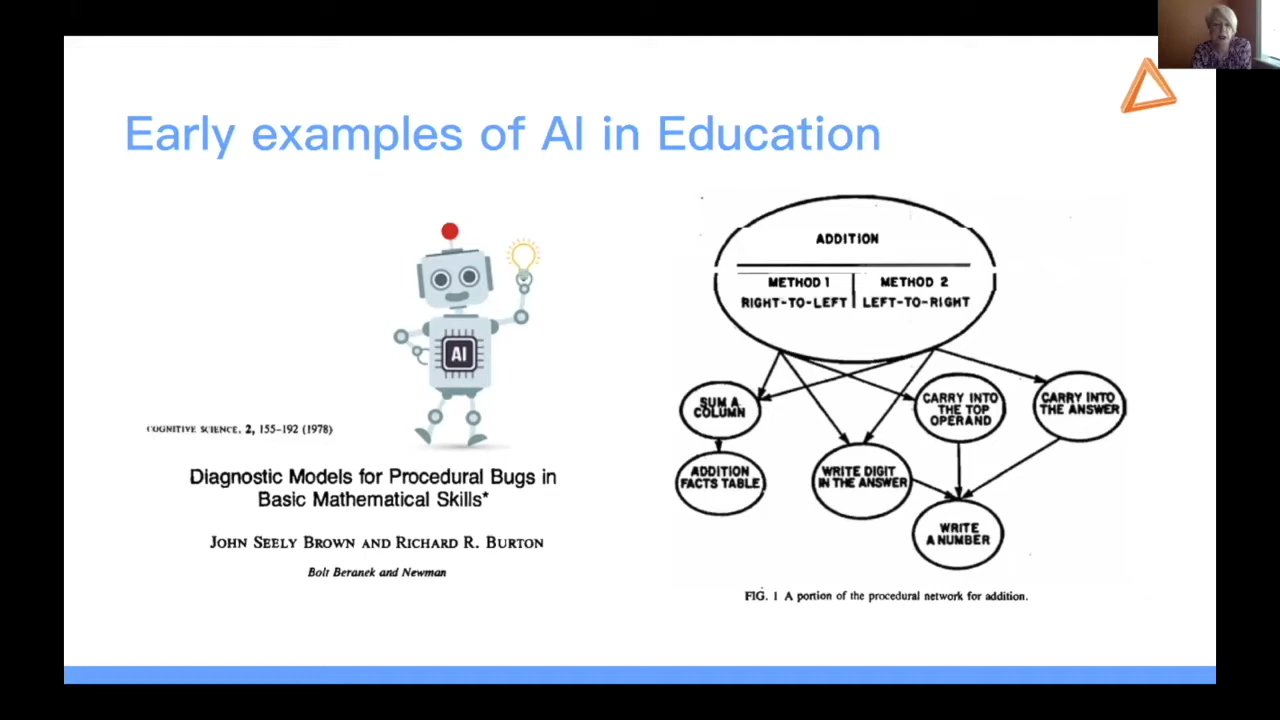 Early examples of AI in Education
AI
COGNITIVE SCIENCE, 2, 155-192 (1978)
Diagnostic Models for Procedural Bugs in
Basic Mathematical Skills*
JOHN SEELY BROWN AND RICHARD R. BURTON
Bolt Beranek and Newman
ADDITION
METHOD 1
RIGHT-TO-LEFT
METHOD 2
LEFT-TO-RIGHT
SUM A
COLUMN
CARRY INTO
THE TOP
OPERAND
CARRY INTO
THE ANSWER
ADDITION
FACTS TABLE
WRITE DIGIT
IN THE ANSWER
WRITE
A NUMBER
FIG. 1 A portion of the procedural network for addition.